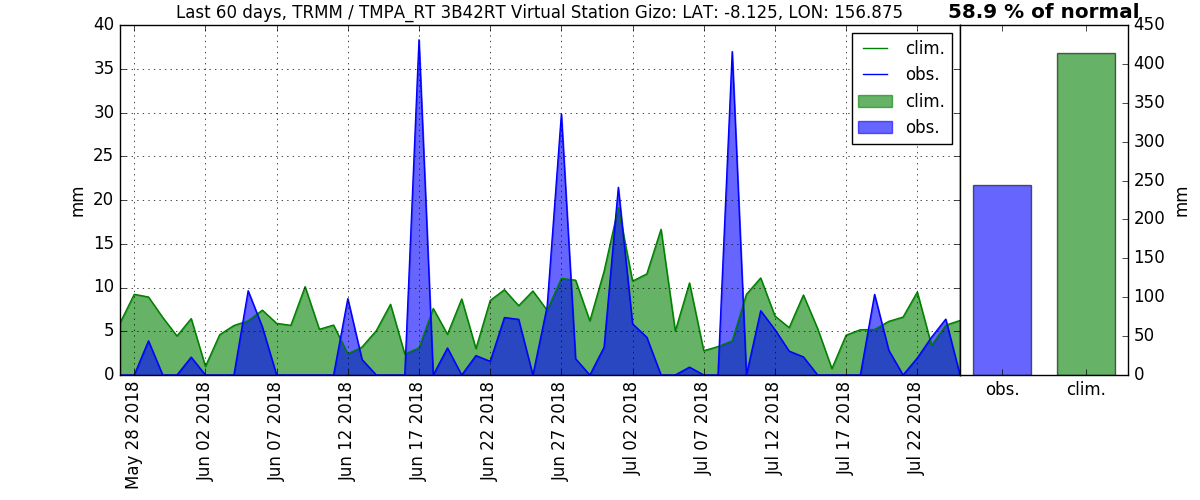 Last 60 days, TRMM / TMPA_RT 3B42RT Virtual Station Gizo: LAT: -8.125, LON: 156.875
58.9 % of normal
mm
40
35
30
25
20
15
10
5
0
clim.
obs.
clim.
obs.
May 28 2018
Jun 02 2018
Jun 07 2018
Jun 12 2018
Jun 17 2018
Jun 22 2018
Jun 27 2018
Jul 02 2018
Jul 07 2018
Jul 12 2018
Jul 17 2018
Jul 22 2018
obs.
clim.
450
400
350
300
250
200
150
100
50
0
mm